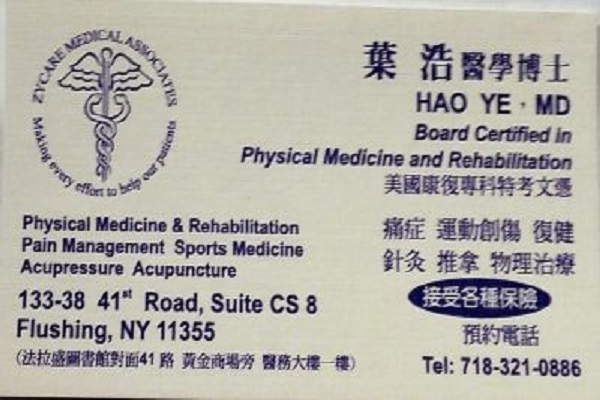 ZYCARE MEDICAL ASSOCIATES
Making every effort to help our patients
葉 浩 醫學博士
HAO YE, MD
Board Certified in
Physical Medicine and Rehabilitation
美國康復專科特考文憑
Physical Medicine & Rehabilitation
Pain Management Sports Medicine
Acupressure Acupuncture
133-38 41st Road, Suite CS 8
Flushing, NY 11355
(法拉盛圖書館對面41路 黃金商場旁 醫務大樓一樓)
痛症 運動創傷 復健
針灸 推拿 物理治療
接受各種保險
預約電話
Tel: 718-321-0886